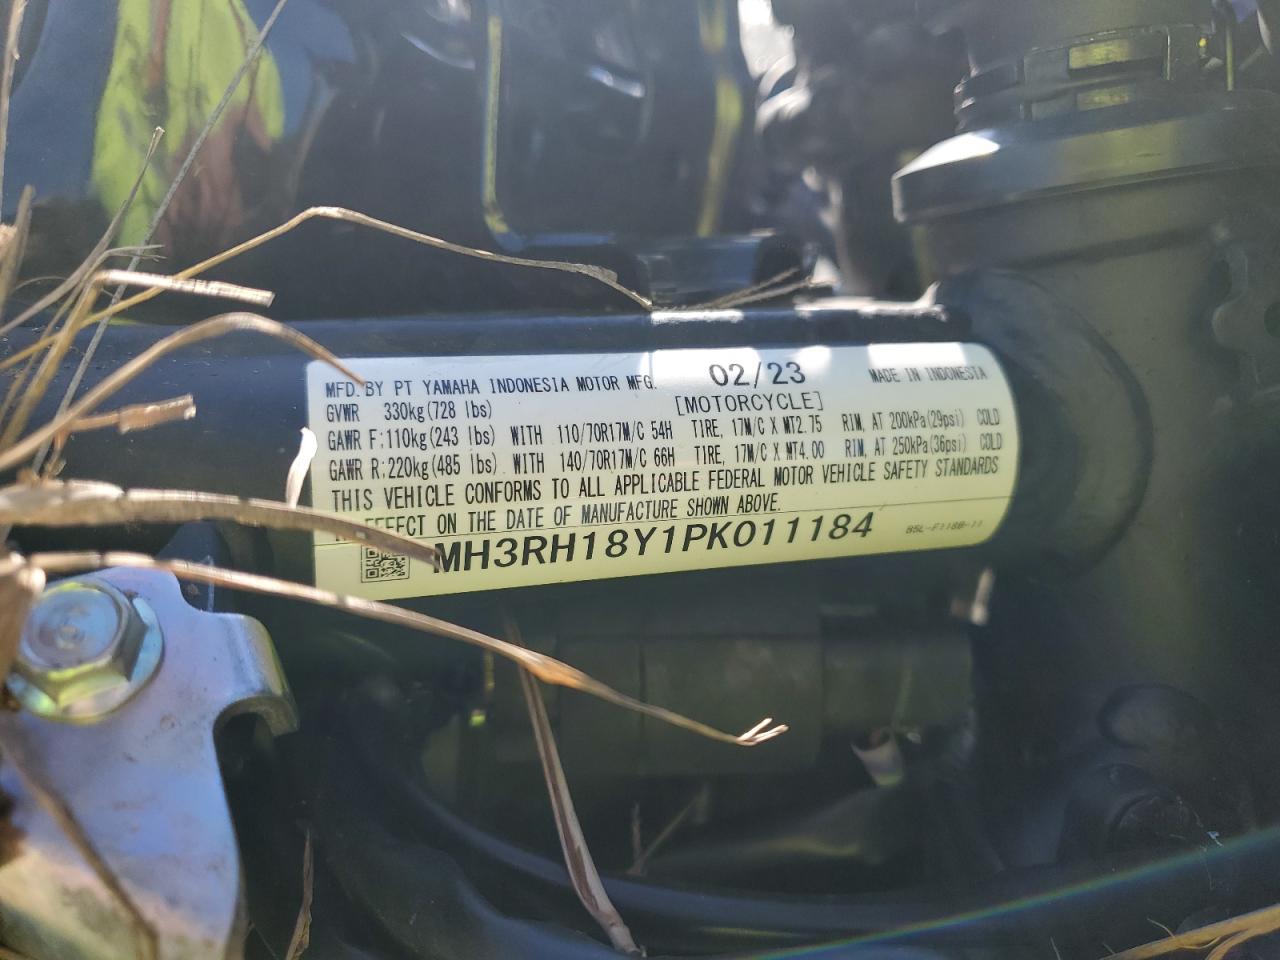 MFD. BY PT YAMAHA INDONESIA MOTOR MFG. 02/23 MADE IN INDONESIA
GVWR 330kg(728 lbs) [MOTORCYCLE]
GAWR F:110kg(243 lbs) WITH 110/70R17M/C 54H TIRE, 17M/C X MT2.75 RIM, AT 200kPa(29psi) COLD
GAWR R:220kg(485 lbs) WITH 140/70R17M/C 66H TIRE, 17M/C X MT4.00 RIM, AT 250kPa(36psi) COLD
THIS VEHICLE CONFORMS TO ALL APPLICABLE FEDERAL MOTOR VEHICLE SAFETY STANDARDS
EFFECT ON THE DATE OF MANUFACTURE SHOWN ABOVE.
MH3RH18Y1PK011184 B5L-F118B-11